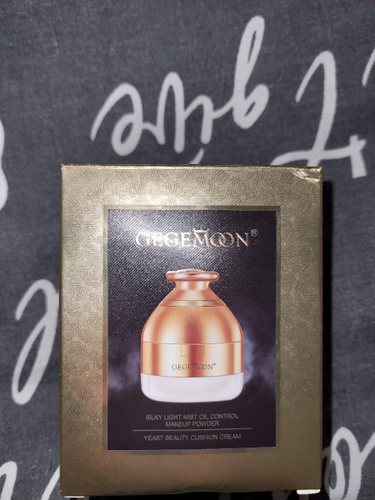 GEGEMOON®
GEGEMOON®
SILKY LIGHT MIST OIL CONTROL
MAKEUP POWDER
YEAST BEAUTY CUSHION CREAM